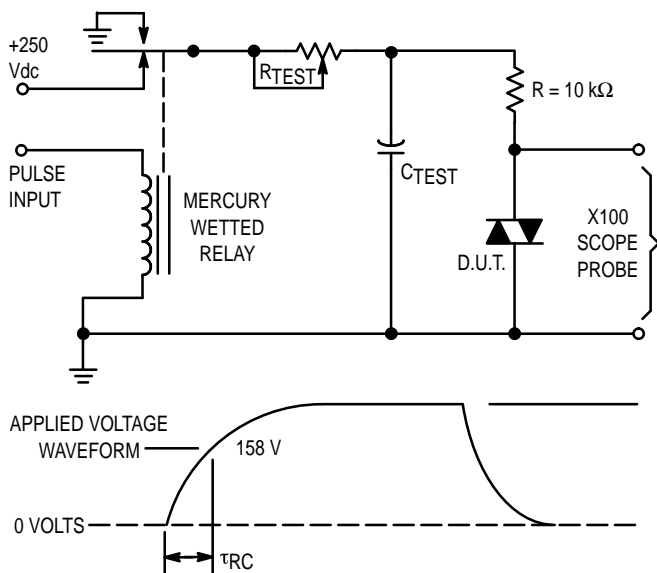 +250
Vdc
RTEST
R = 10 kΩ
PULSE
INPUT
MERCURY
WETTED
RELAY
CTEST
D.U.T.
X100
SCOPE
PROBE
APPLIED VOLTAGE
WAVEFORM
158 V
0 VOLTS
τRC